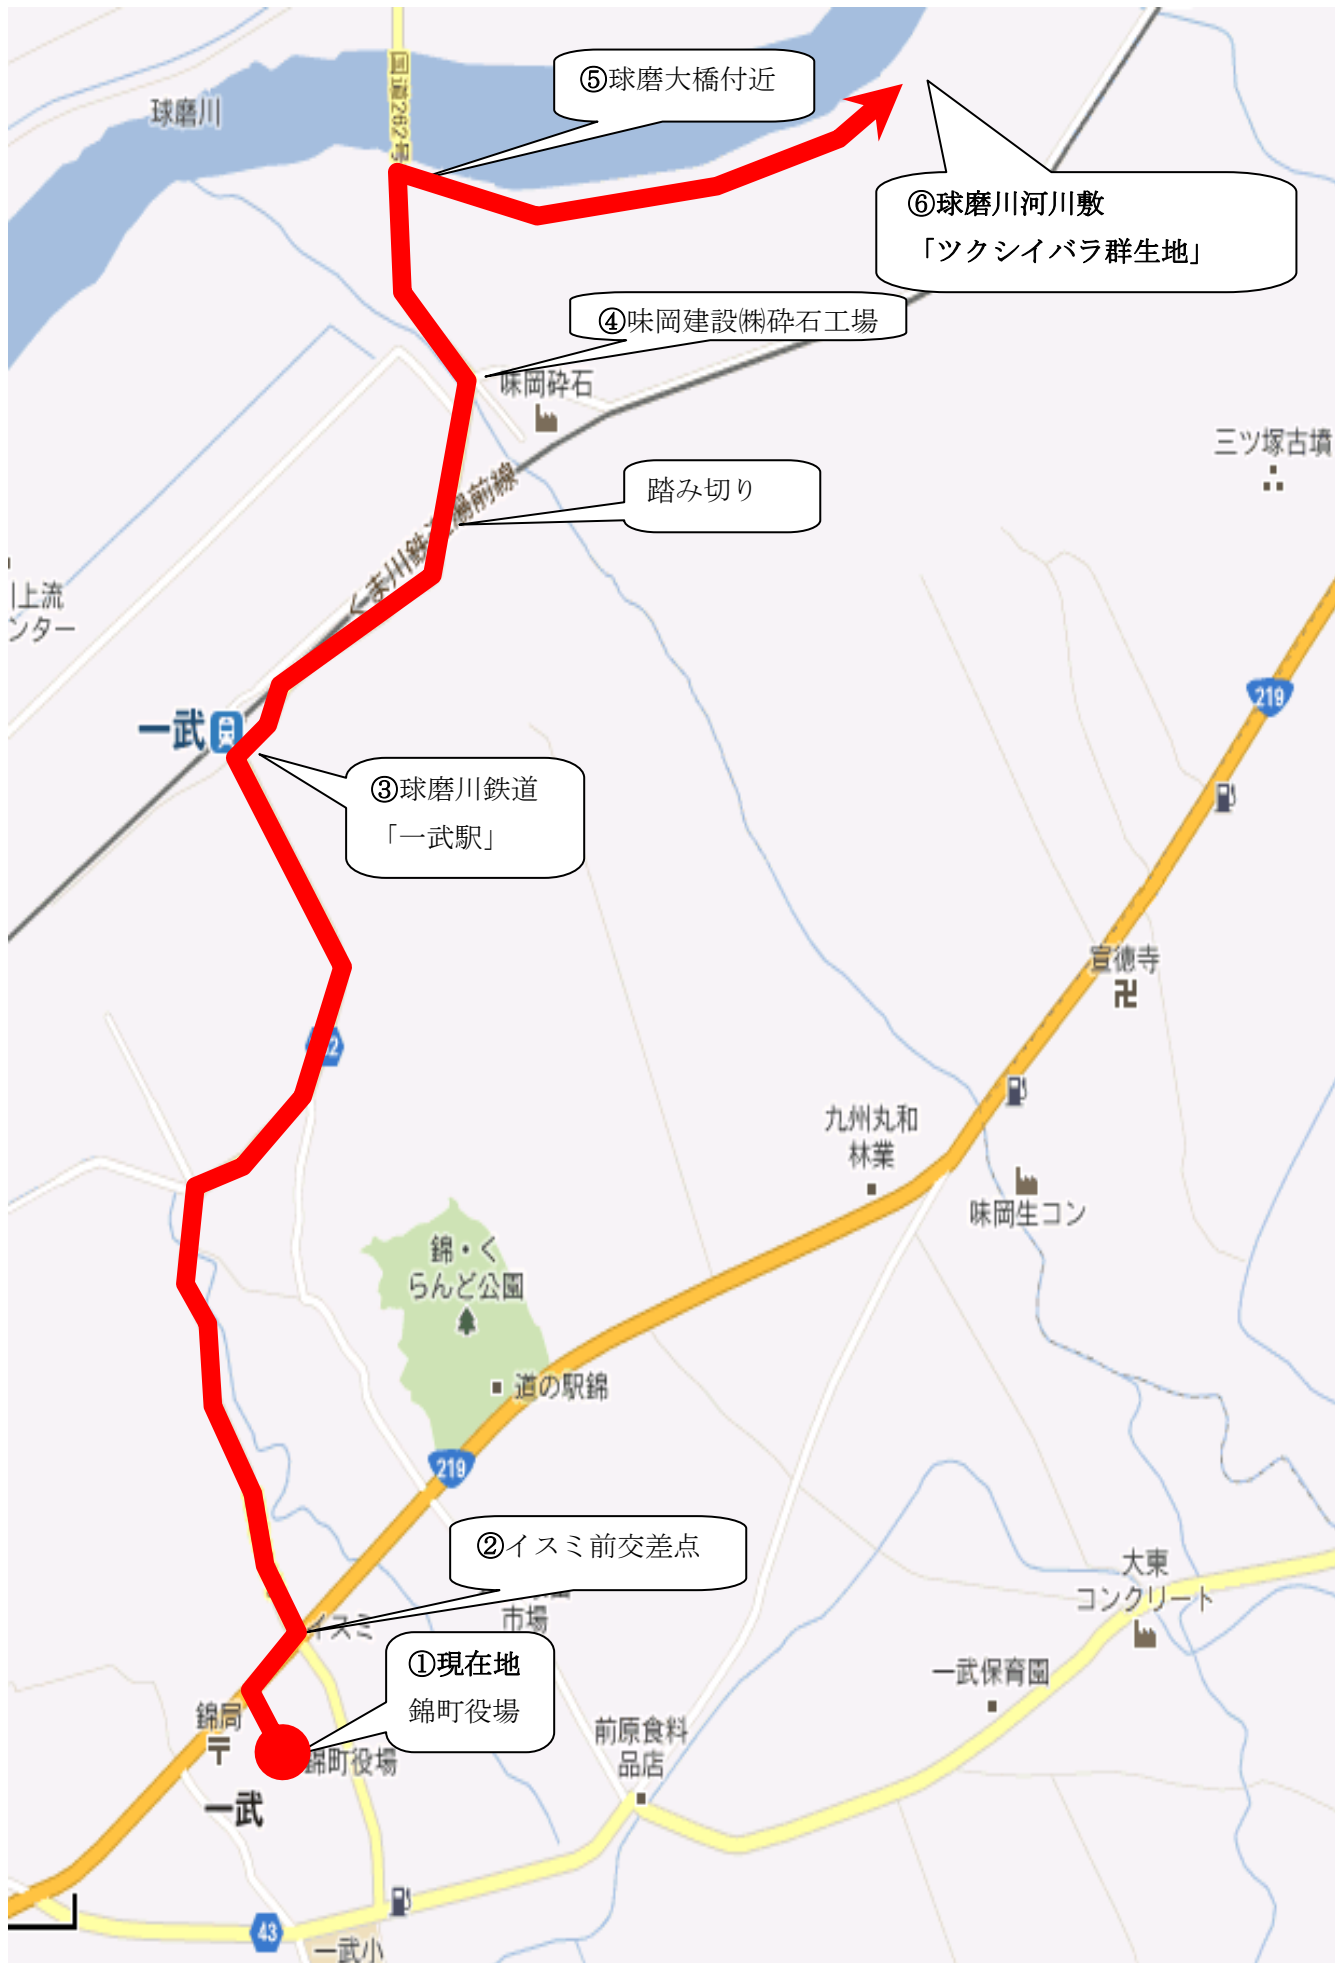 国道262号
⑤球磨大橋付近
球磨川
⑥球磨川河川敷
「ツクシイバラ群生地」
④味岡建設㈱砕石工場
味岡砕石
三ツ塚古墳
踏み切り
くま川鉄道湯前線
川上流
ンター
219
一武
③球磨川鉄道
「一武駅」
宣徳寺
九州丸和
林業
味岡生コン
錦・く
らんど公園
道の駅錦
219
②イスミ前交差点
大東
コンクリート
市場
イスミ
①現在地
錦町役場
一武保育園
錦局
前原食料
品店
錦町役場
一武
43
一武小